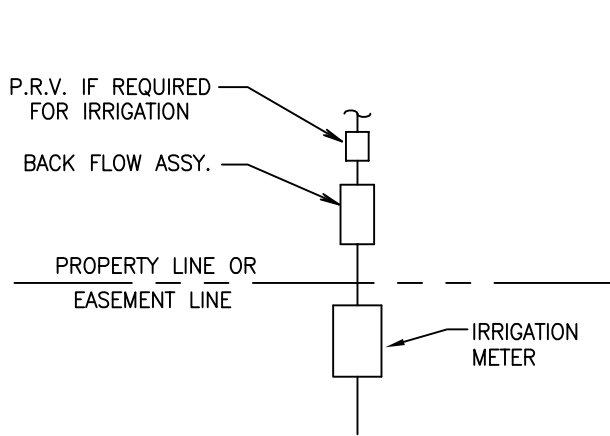 P.R.V. IF REQUIRED
FOR IRRIGATION
BACK FLOW ASSY.
PROPERTY LINE OR
EASEMENT LINE
IRRIGATION
METER